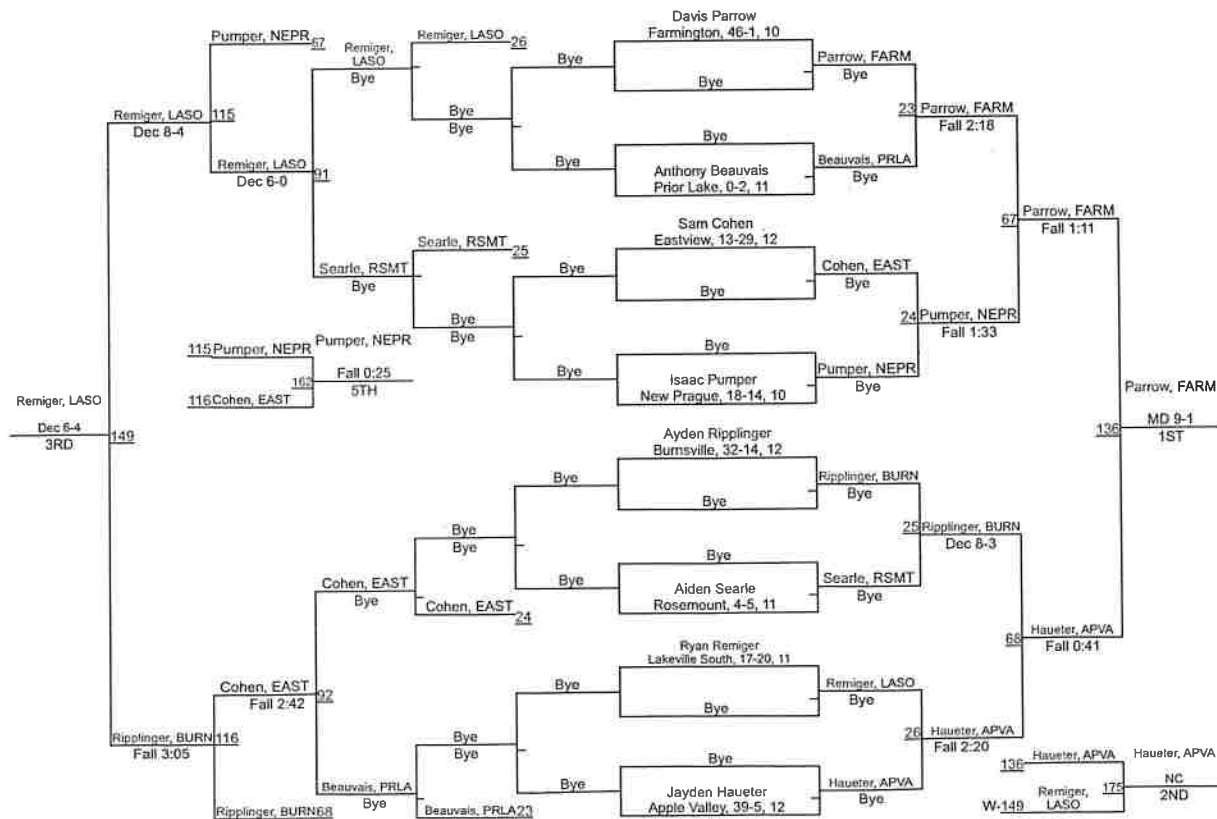 Davis Parrow
Pumper, NEPR
67
Remiger, LASO
26
Farmington, 46-1, 10
Remiger,
LASO
Bye
Bye
Parrow, FARM
Bye
Bye
23
Parrow, FARM
Fall 2:18
Remiger, LASO
Dec 8-4
115
Bye
Bye
Bye
Bye
Anthony Beauvais
Prior Lake, 0-2, 11
Beauvais, PRLA
Bye
Remiger, LASO
Dec 6-0
91
67
Parrow, FARM
Fall 1:11
Sam Cohen
Eastview, 13-29, 12
Searle, RSMT
25
Searle, RSMT
Bye
Bye
Cohen, EAST
Bye
Bye
Bye
Bye
24
Pumper, NEPR
Fall 1:33
115
Pumper, NEPR
Pumper, NEPR
162
Fall 0:25
5TH
116
Cohen, EAST
Bye
Bye
Isaac Pumper
New Prague, 18-14, 10
Pumper, NEPR
Bye
Parrow, FARM
136
MD 9-1
1ST
Remiger, LASO
Dec 6-4
3RD
149
Ayden Ripplinger
Burnsville, 32-14, 12
Bye
Bye
Ripplinger, BURN
Bye
Bye
Bye
25
Ripplinger, BURN
Dec 8-3
Cohen, EAST
Bye
Bye
Bye
Aiden Searle
Rosemount, 4-5, 11
Searle, RSMT
Bye
Cohen, EAST
24
68
Haueter, APVA
Fall 0:41
Ryan Remiger
Lakeville South, 17-20, 11
Cohen, EAST
Fall 2:42
92
Bye
Bye
Remiger, LASO
Bye
Ripplinger, BURN
Fall 3:05
116
Bye
Bye
26
Haueter, APVA
Fall 2:20
Beauvais, PRLA
Bye
Bye
Bye
Jayden Haueter
Apple Valley, 39-5, 12
Haueter, APVA
Bye
Ripplinger, BURN
68
Beauvais, PRLA
23
136
Haueter, APVA
Haueter, APVA
175
NC
2ND
W-149
Remiger,
LASO